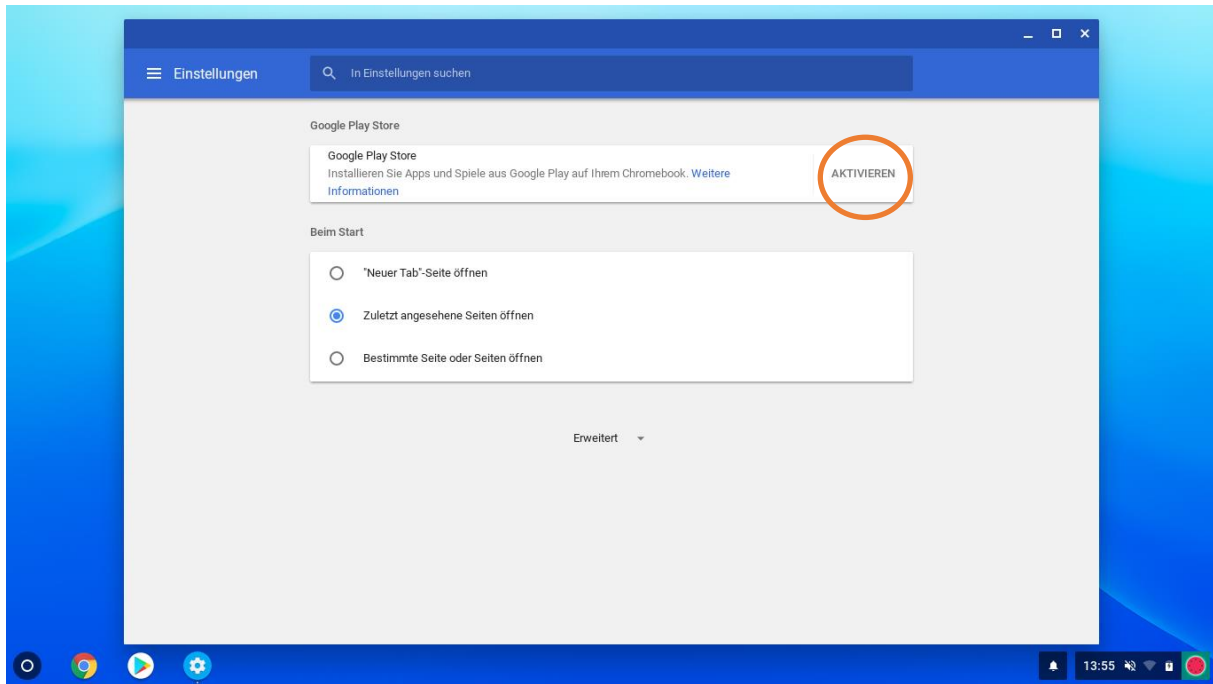 Einstellungen
In Einstellungen suchen
Google Play Store
Google Play Store
Installieren Sie Apps und Spiele aus Google Play auf Ihrem Chromebook. Weitere
Informationen
AKTIVIEREN
Beim Start
"Neuer Tab"-Seite öffnen
Zuletzt angesehene Seiten öffnen
Bestimmte Seite oder Seiten öffnen
Erweitert
13:55